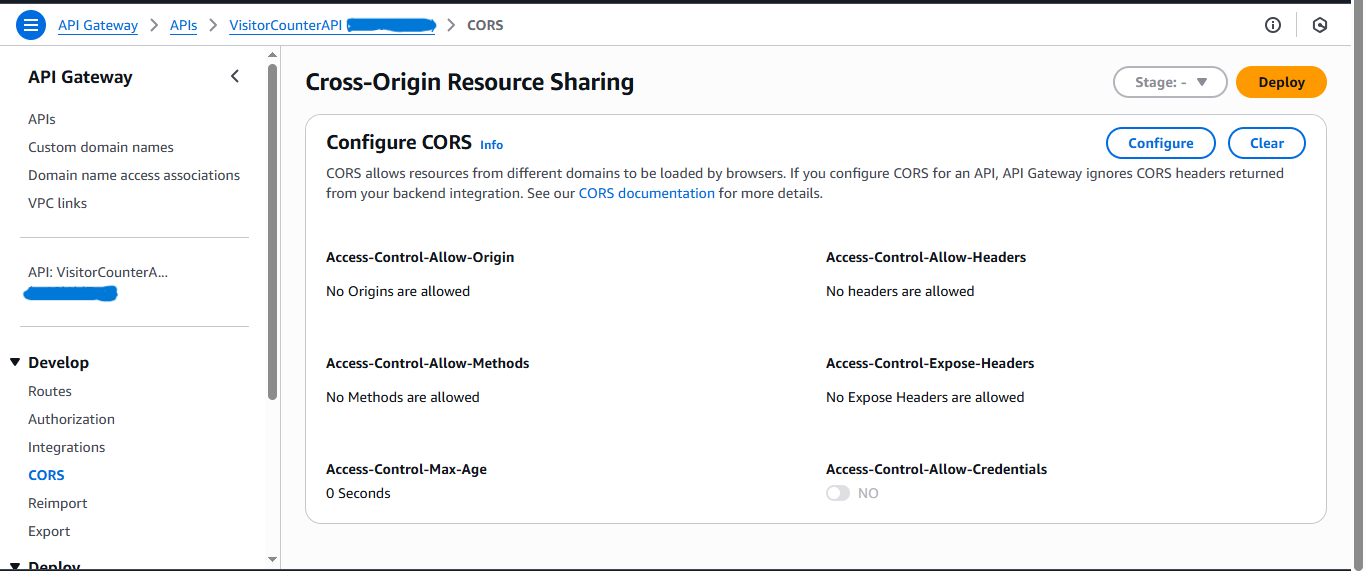 API Gateway > APIs > VisitorCounterAPI ( > CORS
API Gateway
APIs
Custom domain names
Domain name access associations
VPC links
API: VisitorCounterA...
Develop
Routes
Authorization
Integrations
CORS
Reimport
Export
Deploy
Cross-Origin Resource Sharing
Stage: -
Deploy
Configure CORS Info
Configure
Clear
CORS allows resources from different domains to be loaded by browsers. If you configure CORS for an API, API Gateway ignores CORS headers returned
from your backend integration. See our CORS documentation for more details.
Access-Control-Allow-Origin
No Origins are allowed
Access-Control-Allow-Headers
No headers are allowed
Access-Control-Allow-Methods
No Methods are allowed
Access-Control-Expose-Headers
No Expose Headers are allowed
Access-Control-Max-Age
0 Seconds
Access-Control-Allow-Credentials
NO